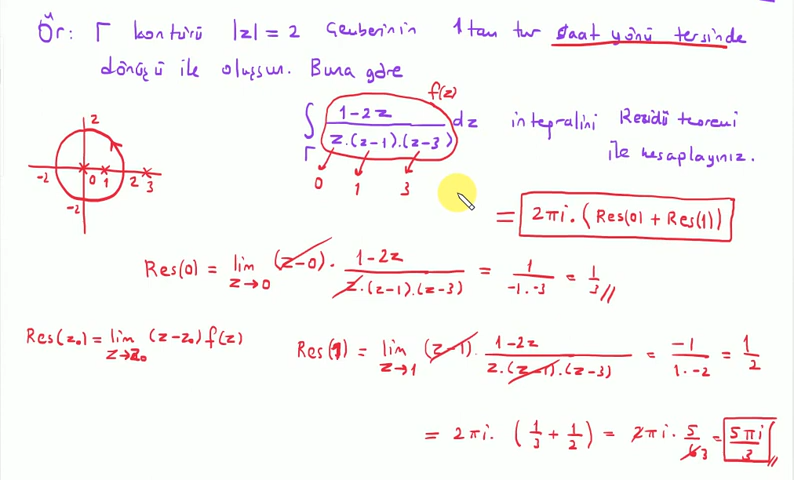 Ör: Γ kontürü |z| = 2 çemberinin 1 tam tur saat yönü tersinde
dönüşü ile oluşsun. Buna göre
f(z)
∫Γ (1-2z)/(z.(z-1).(z-3)) dz integralini Rezidü teoremi
ile hesaplayınız.
0 1 3
2
-2 0 1 2 3
-2
= 2πi.(Res(0) + Res(1))
Res(0) = lim z→0 (z-0). (1-2z)/(z.(z-1).(z-3)) = 1/(-1.-3) = 1/3 //
Res(z₀) = lim z→z₀ (z-z₀) f(z)
Res(1) = lim z→1 (z-1). (1-2z)/(z.(z-1).(z-3)) = -1/(1.-2) = 1/2
= 2πi. (1/3 + 1/2) = 2πi. 5/6 3 = 5πi/3 //